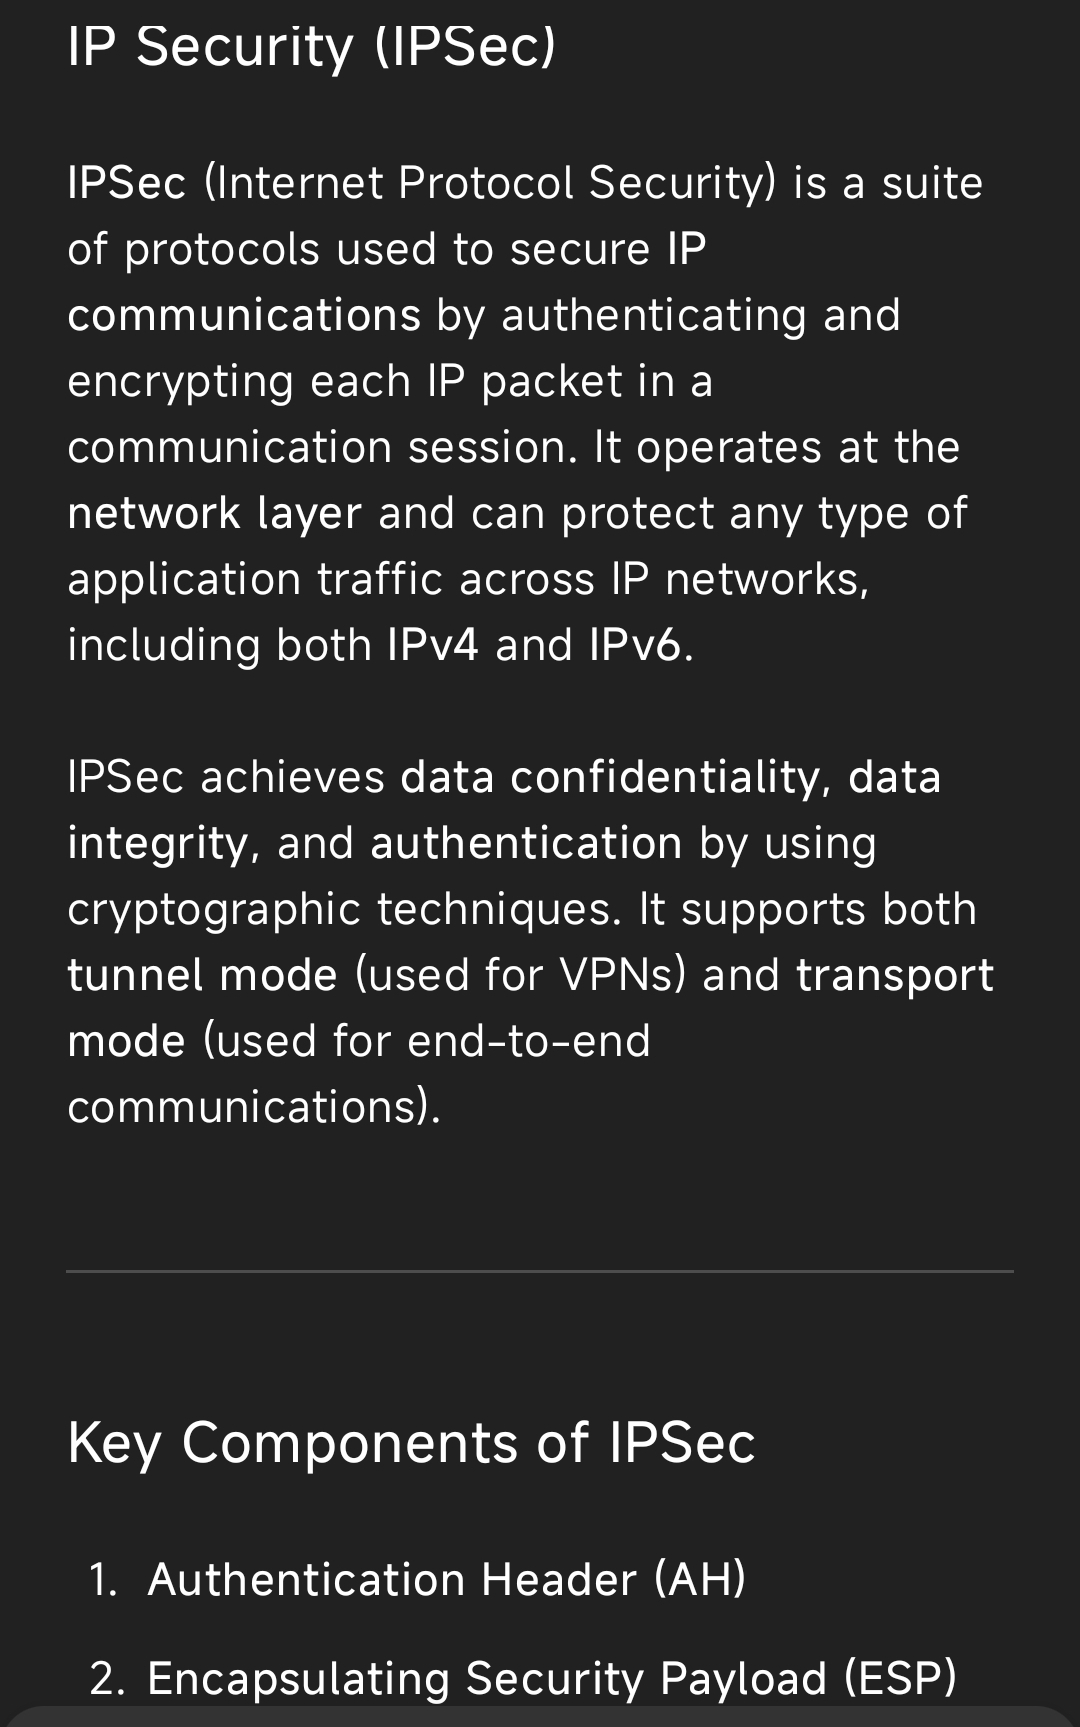 IP Security (IPSec)
IPSec (Internet Protocol Security) is a suite
of protocols used to secure IP
communications by authenticating and
encrypting each IP packet in a
communication session. It operates at the
network layer and can protect any type of
application traffic across IP networks,
including both IPv4 and IPv6.
IPSec achieves data confidentiality, data
integrity, and authentication by using
cryptographic techniques. It supports both
tunnel mode (used for VPNs) and transport
mode (used for end-to-end
communications).
Key Components of IPSec
1. Authentication Header (AH)
2. Encapsulating Security Payload (ESP)